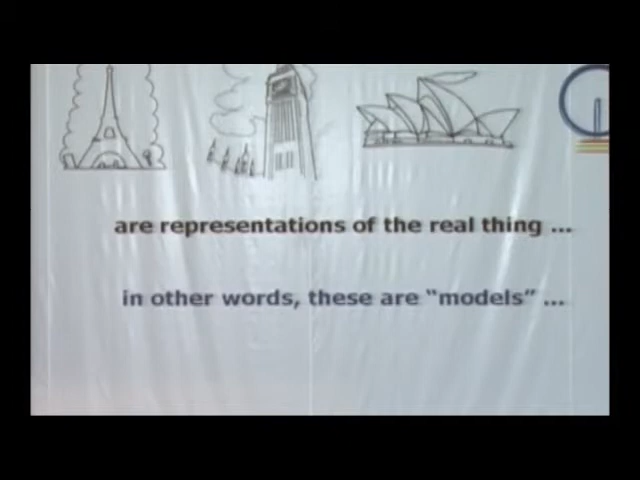 are representations of the real thing ...
in other words, these are “models” ...